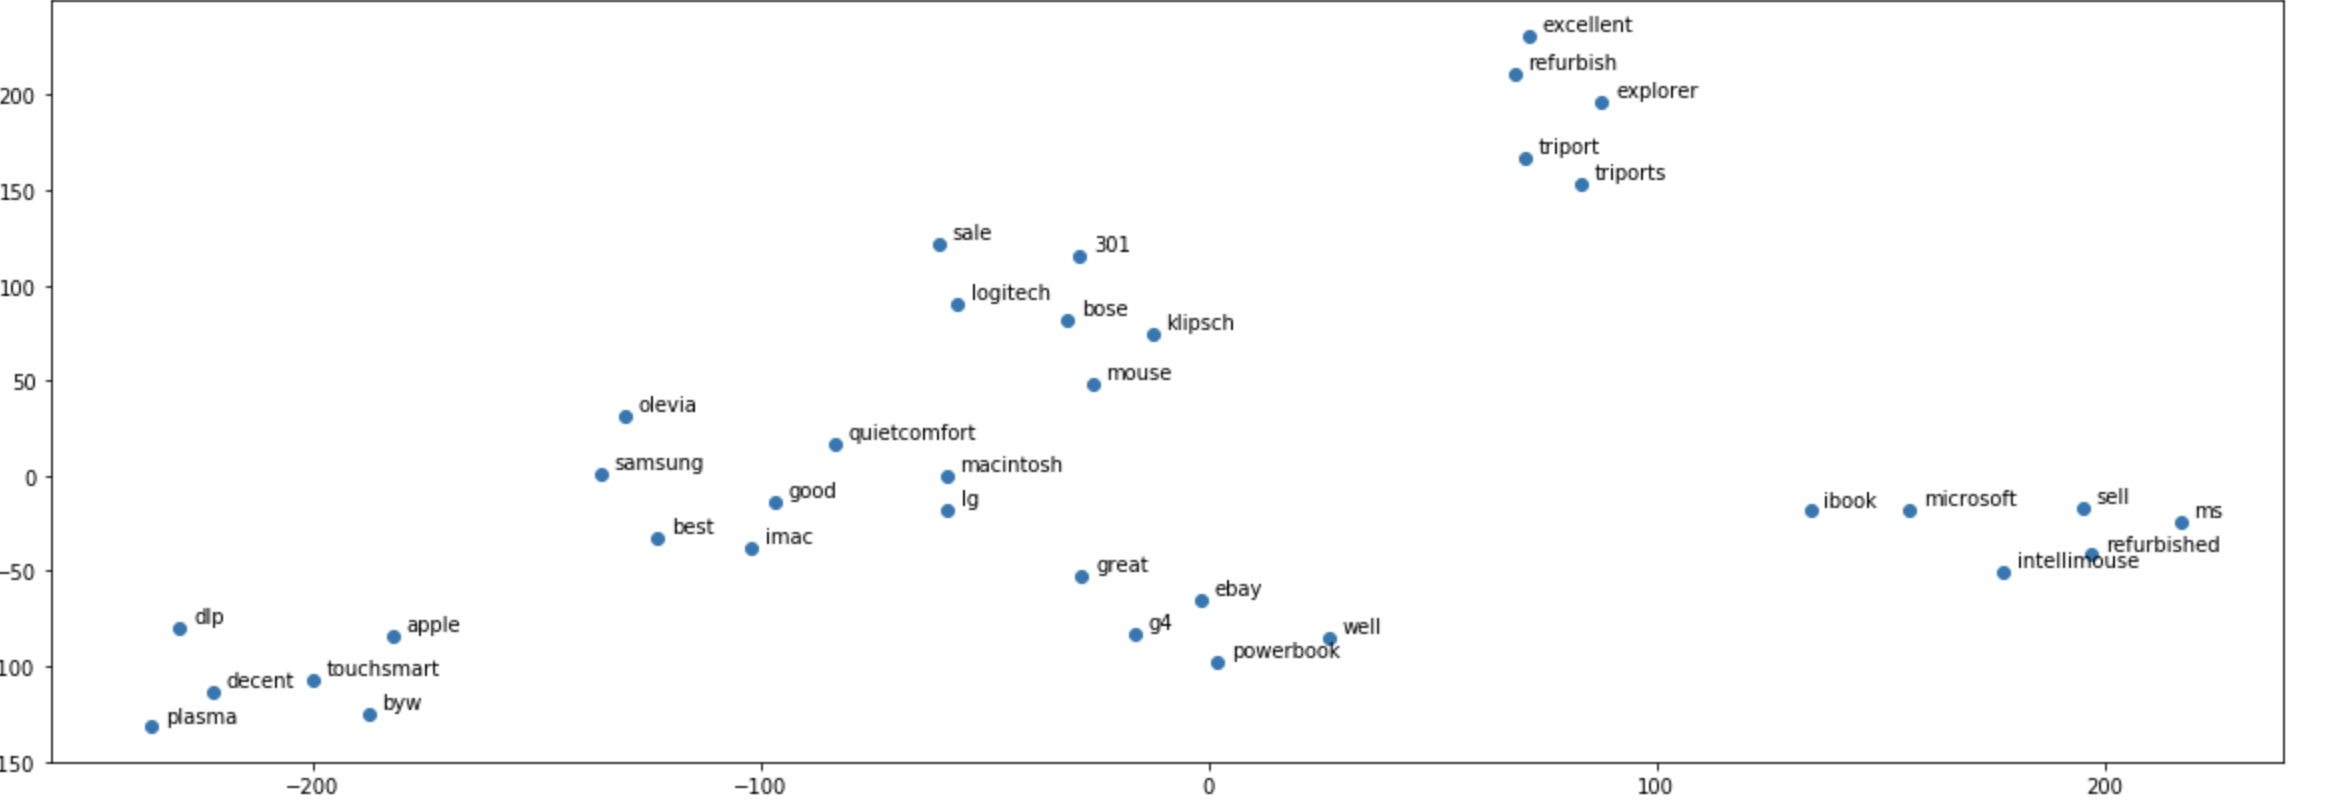 excellent
refurbish
200
explorer
triport
triports
150
sale
301
100
logitech
bose
klipsch
50
mouse
olevia
quietcomfort
samsung
macintosh
0
good
lg
best
imac
ibook
microsoft
sell
ms
refurbished
−50
great
intellimouse
ebay
dlp
apple
g4
well
powerbook
100
touchsmart
decent
byw
plasma
150
−200
−100
0
100
200